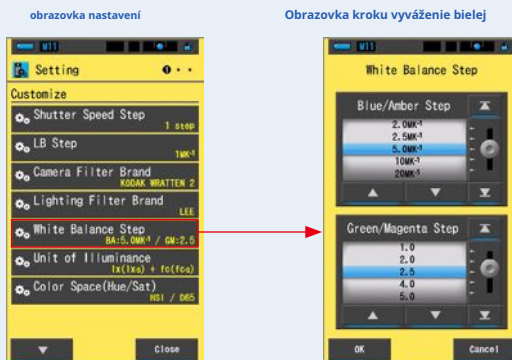 obrazovka nastavení
M11
Setting
Customize
Shutter Speed Step
1 step
LB Step
1MK⁻¹
Camera Filter Brand
KODAK WRATTEN 2
Lighting Filter Brand
LEE
White Balance Step
BA:5.0MK⁻¹ / GM:2.5
Unit of Illuminance
lx(lxα) + fc(fcα)
Color Space(Hue/Sat)
HSI / D65
Close
Obrazovka kroku vyváženie bielej
M11
White Balance Step
Blue/Amber Step
2.0MK⁻¹
2.5MK⁻¹
5.0MK⁻¹
10MK⁻¹
20MK⁻¹
Green/Magenta Step
1.0
2.0
2.5
4.0
5.0
OK
Cancel